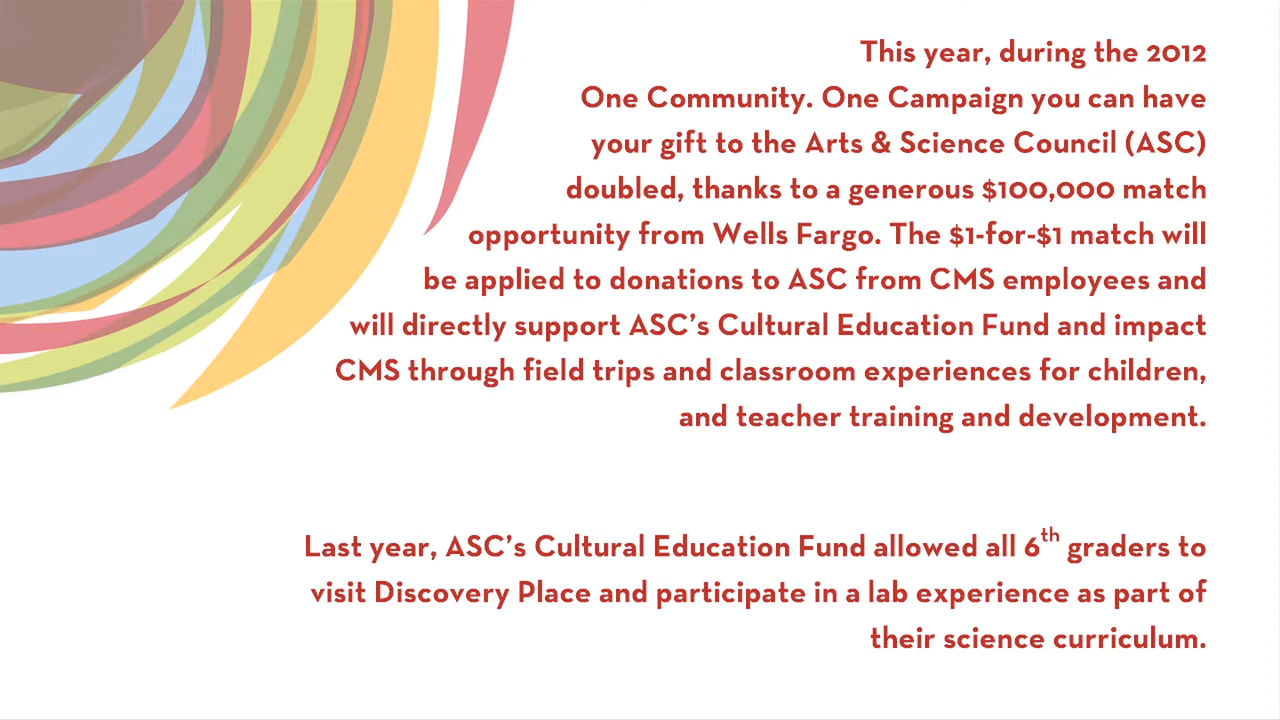 This year, during the 2012
One Community. One Campaign you can have
your gift to the Arts & Science Council (ASC)
doubled, thanks to a generous $100,000 match
opportunity from Wells Fargo. The $1-for-$1 match will
be applied to donations to ASC from CMS employees and
will directly support ASC’s Cultural Education Fund and impact
CMS through field trips and classroom experiences for children,
and teacher training and development.
Last year, ASC’s Cultural Education Fund allowed all 6th graders to
visit Discovery Place and participate in a lab experience as part of
their science curriculum.